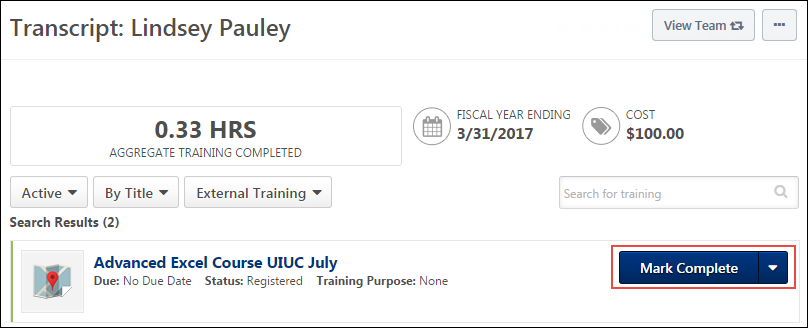 Transcript: Lindsey Pauley
View Team
...
0.33 HRS
AGGREGATE TRAINING COMPLETED
FISCAL YEAR ENDING
3/31/2017
COST
$100.00
Active
By Title
External Training
Search for training
Search Results (2)
Advanced Excel Course UIUC July
Due: No Due Date Status: Registered Training Purpose: None
Mark Complete